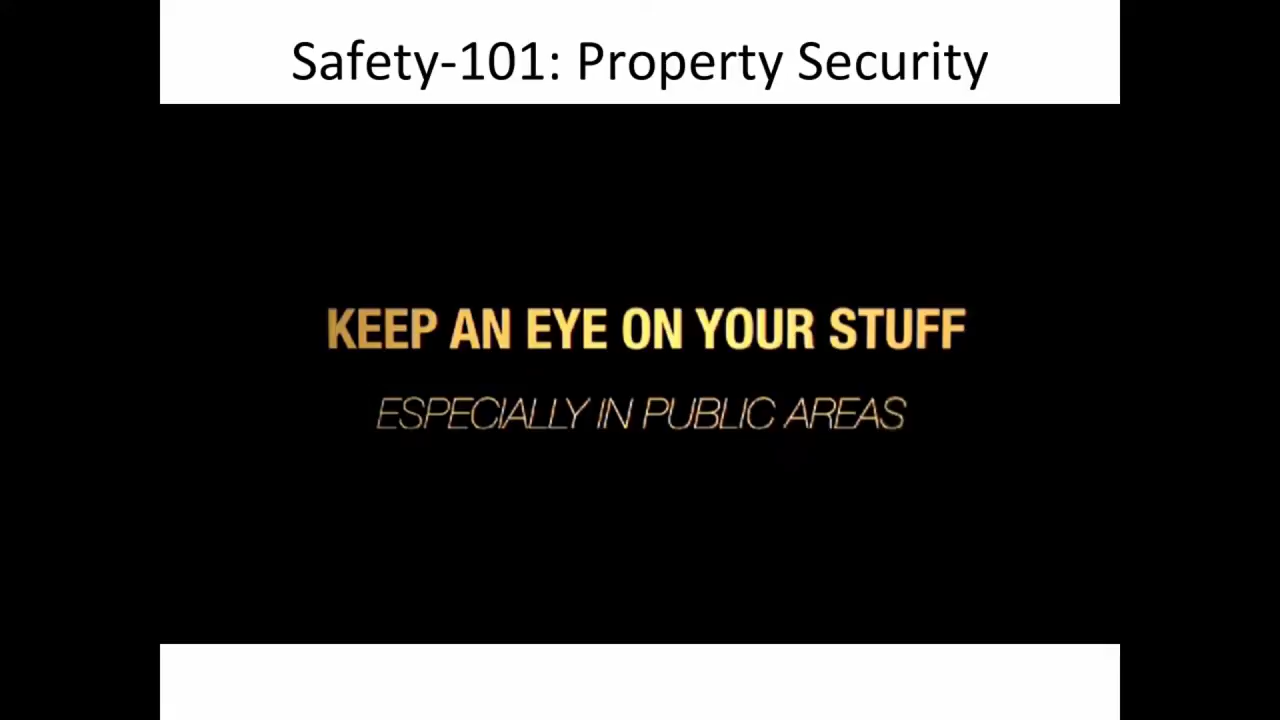 Safety-101: Property Security
KEEP AN EYE ON YOUR STUFF
ESPECIALLY IN PUBLIC AREAS